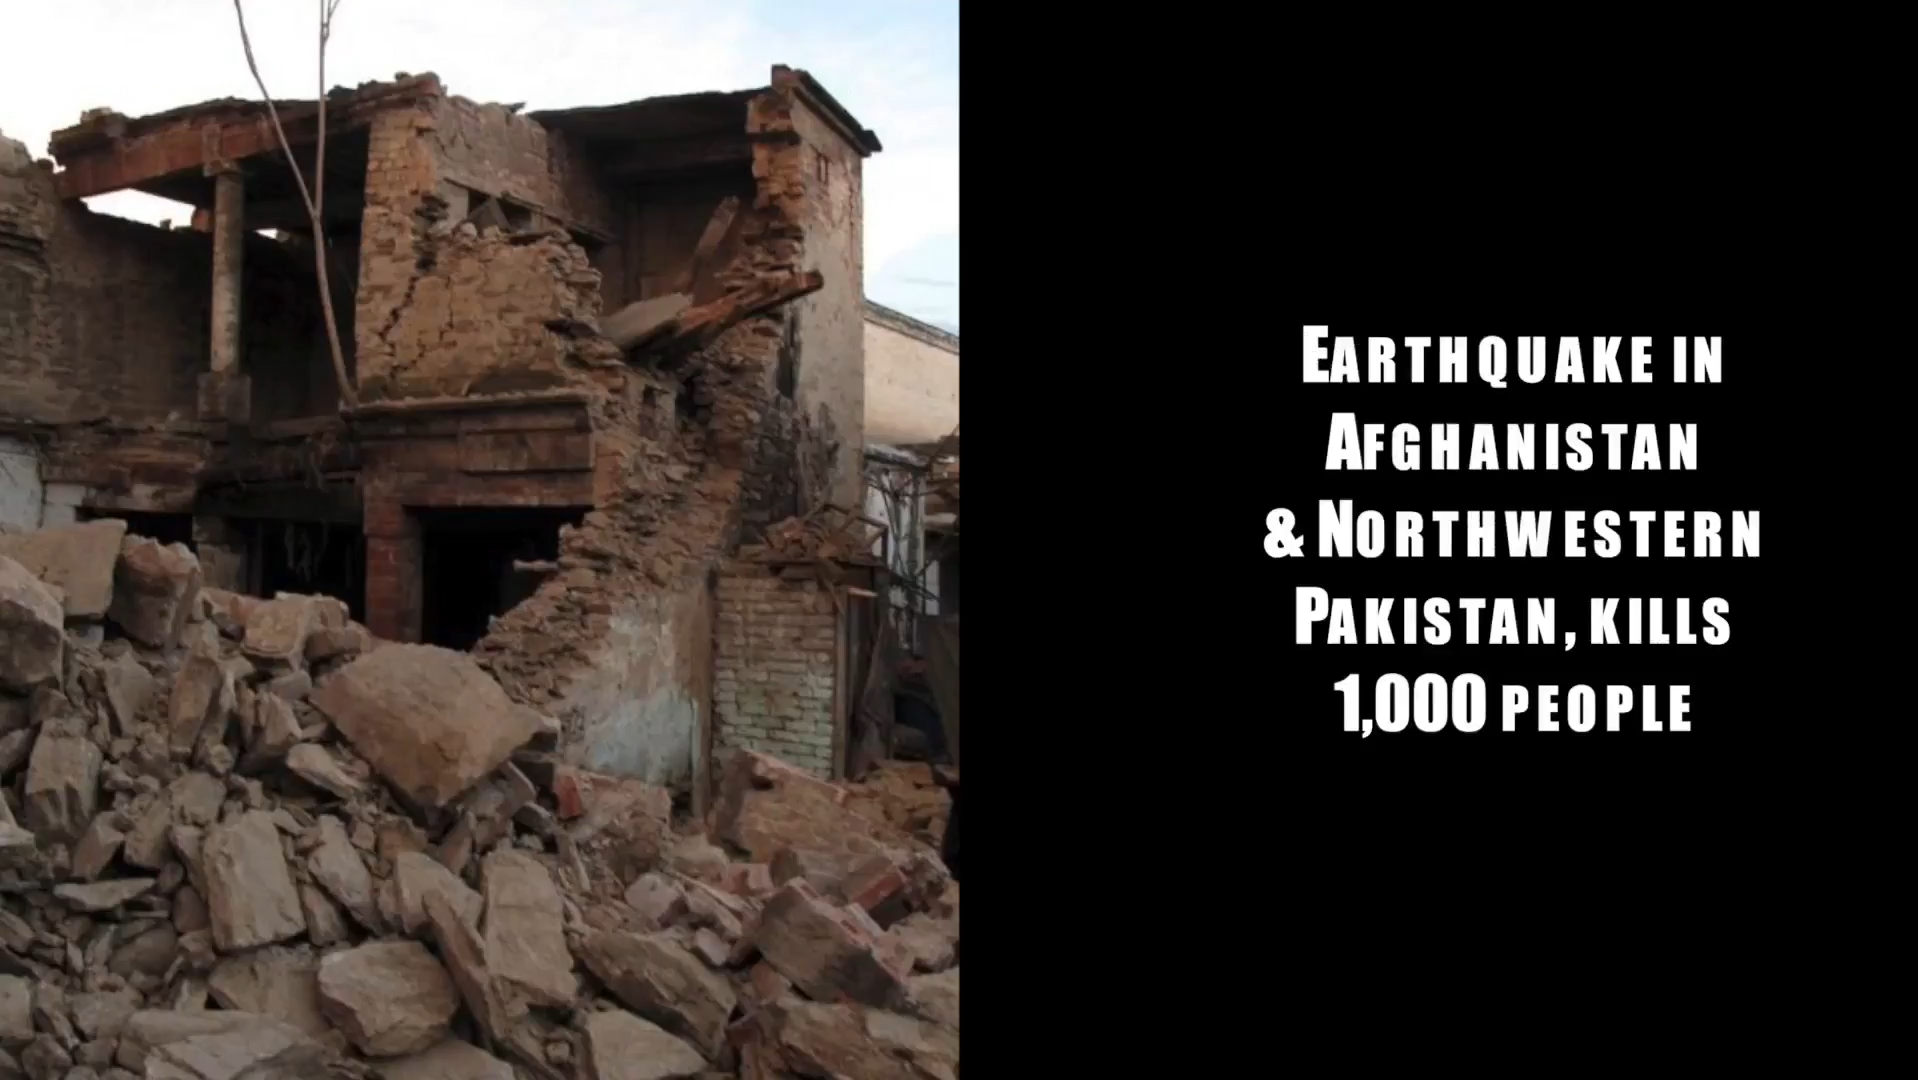 EARTHQUAKE IN
AFGHANISTAN
& NORTHWESTERN
PAKISTAN, KILLS
1,000 PEOPLE